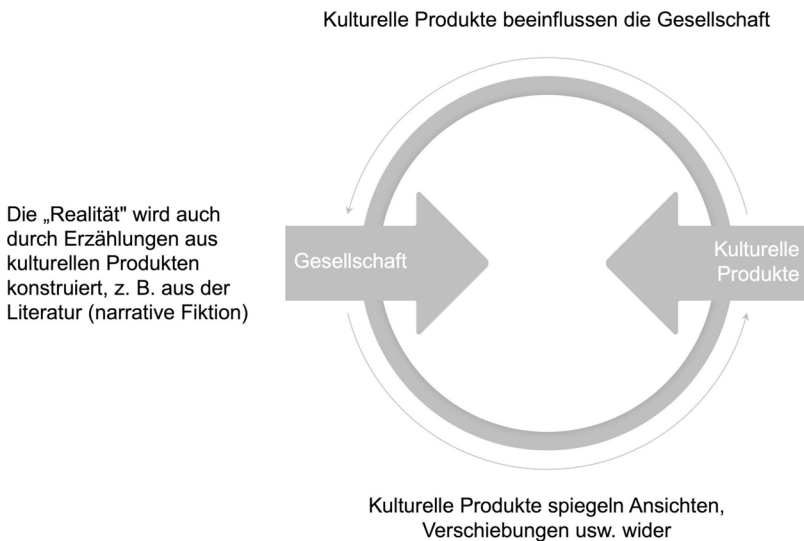 Kulturelle Produkte beeinflussen die Gesellschaft
Die „Realität" wird auch
durch Erzählungen aus
kulturellen Produkten
konstruiert, z. B. aus der
Literatur (narrative Fiktion)
Gesellschaft
Kulturelle
Produkte
Kulturelle Produkte spiegeln Ansichten,
Verschiebungen usw. wider